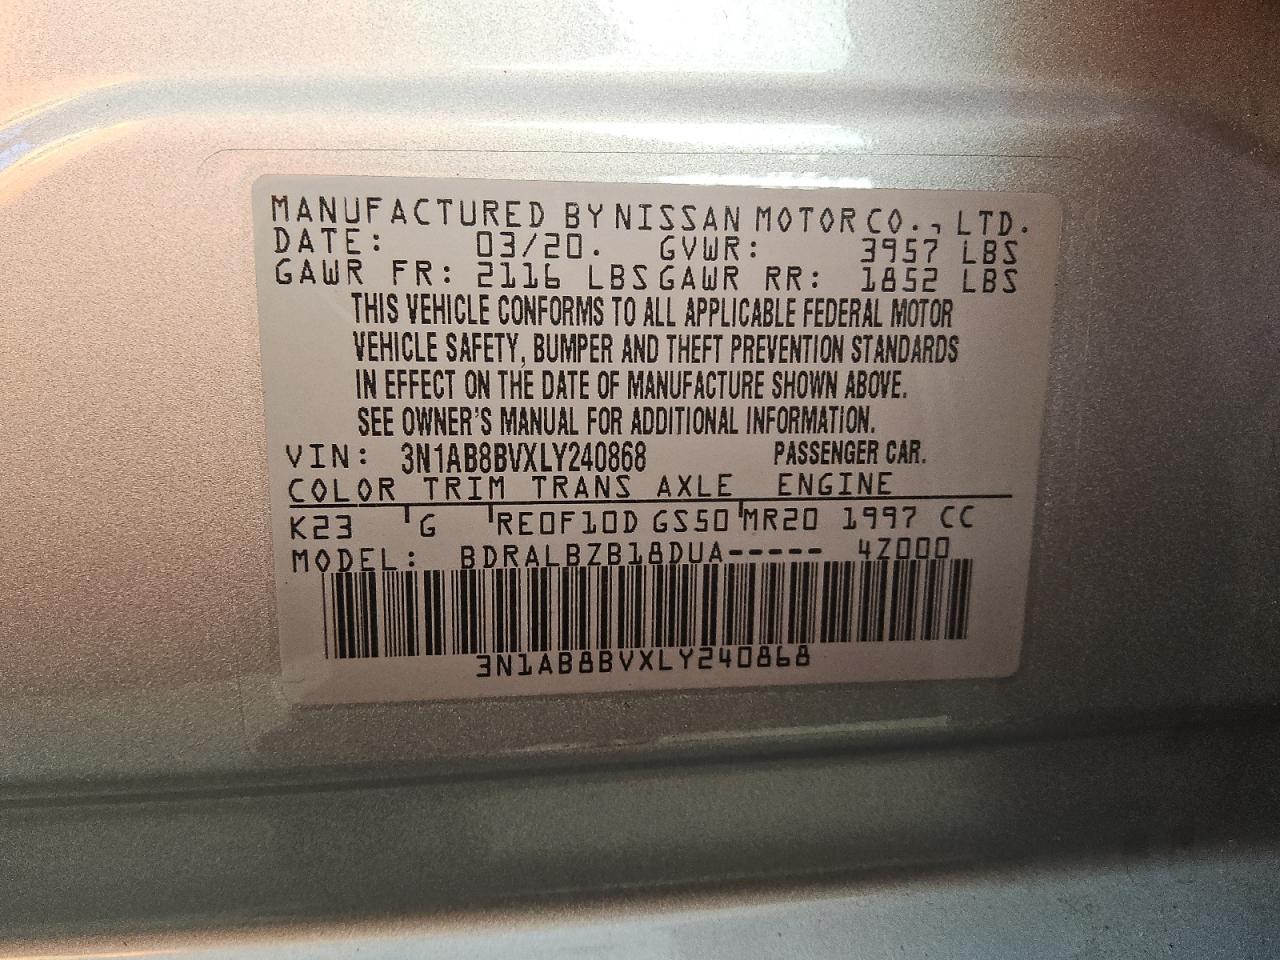 MANUFACTURED BY NISSAN MOTOR CO., LTD.
DATE: 03/20. GVWR: 3957 LBS
GAWR FR: 2116 LBS GAWR RR: 1852 LBS
THIS VEHICLE CONFORMS TO ALL APPLICABLE FEDERAL MOTOR
VEHICLE SAFETY, BUMPER AND THEFT PREVENTION STANDARDS
IN EFFECT ON THE DATE OF MANUFACTURE SHOWN ABOVE.
SEE OWNER'S MANUAL FOR ADDITIONAL INFORMATION.
VIN: 3N1AB8BVXLY240868 PASSENGER CAR.
COLOR TRIM TRANS AXLE ENGINE
K23 G RE0F10D GS50 MR20 1997 CC
MODEL: BDRALBZB18DUA----- 4Z000
3N1AB8BVXLY240868